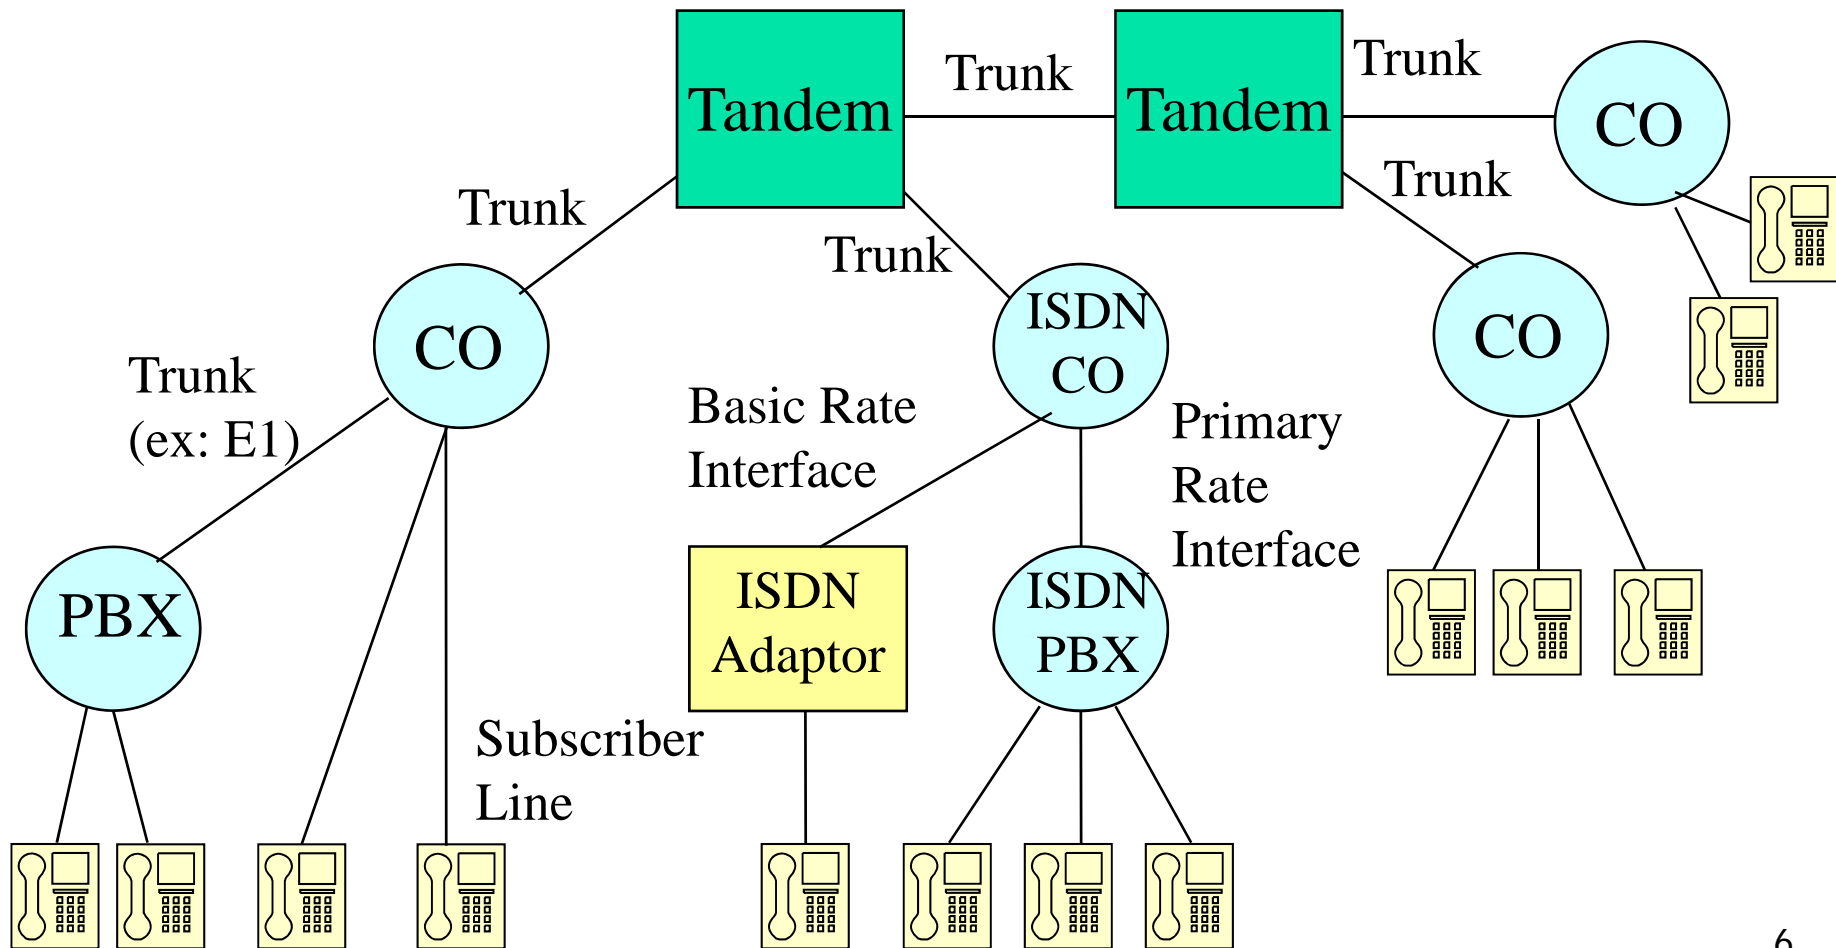 Tandem
Trunk
Tandem
Trunk
CO
Trunk
Trunk
Trunk
CO
ISDN
CO
CO
Trunk
(ex: E1)
Basic Rate
Interface
Primary
Rate
Interface
PBX
ISDN
Adaptor
ISDN
PBX
Subscriber
Line
6